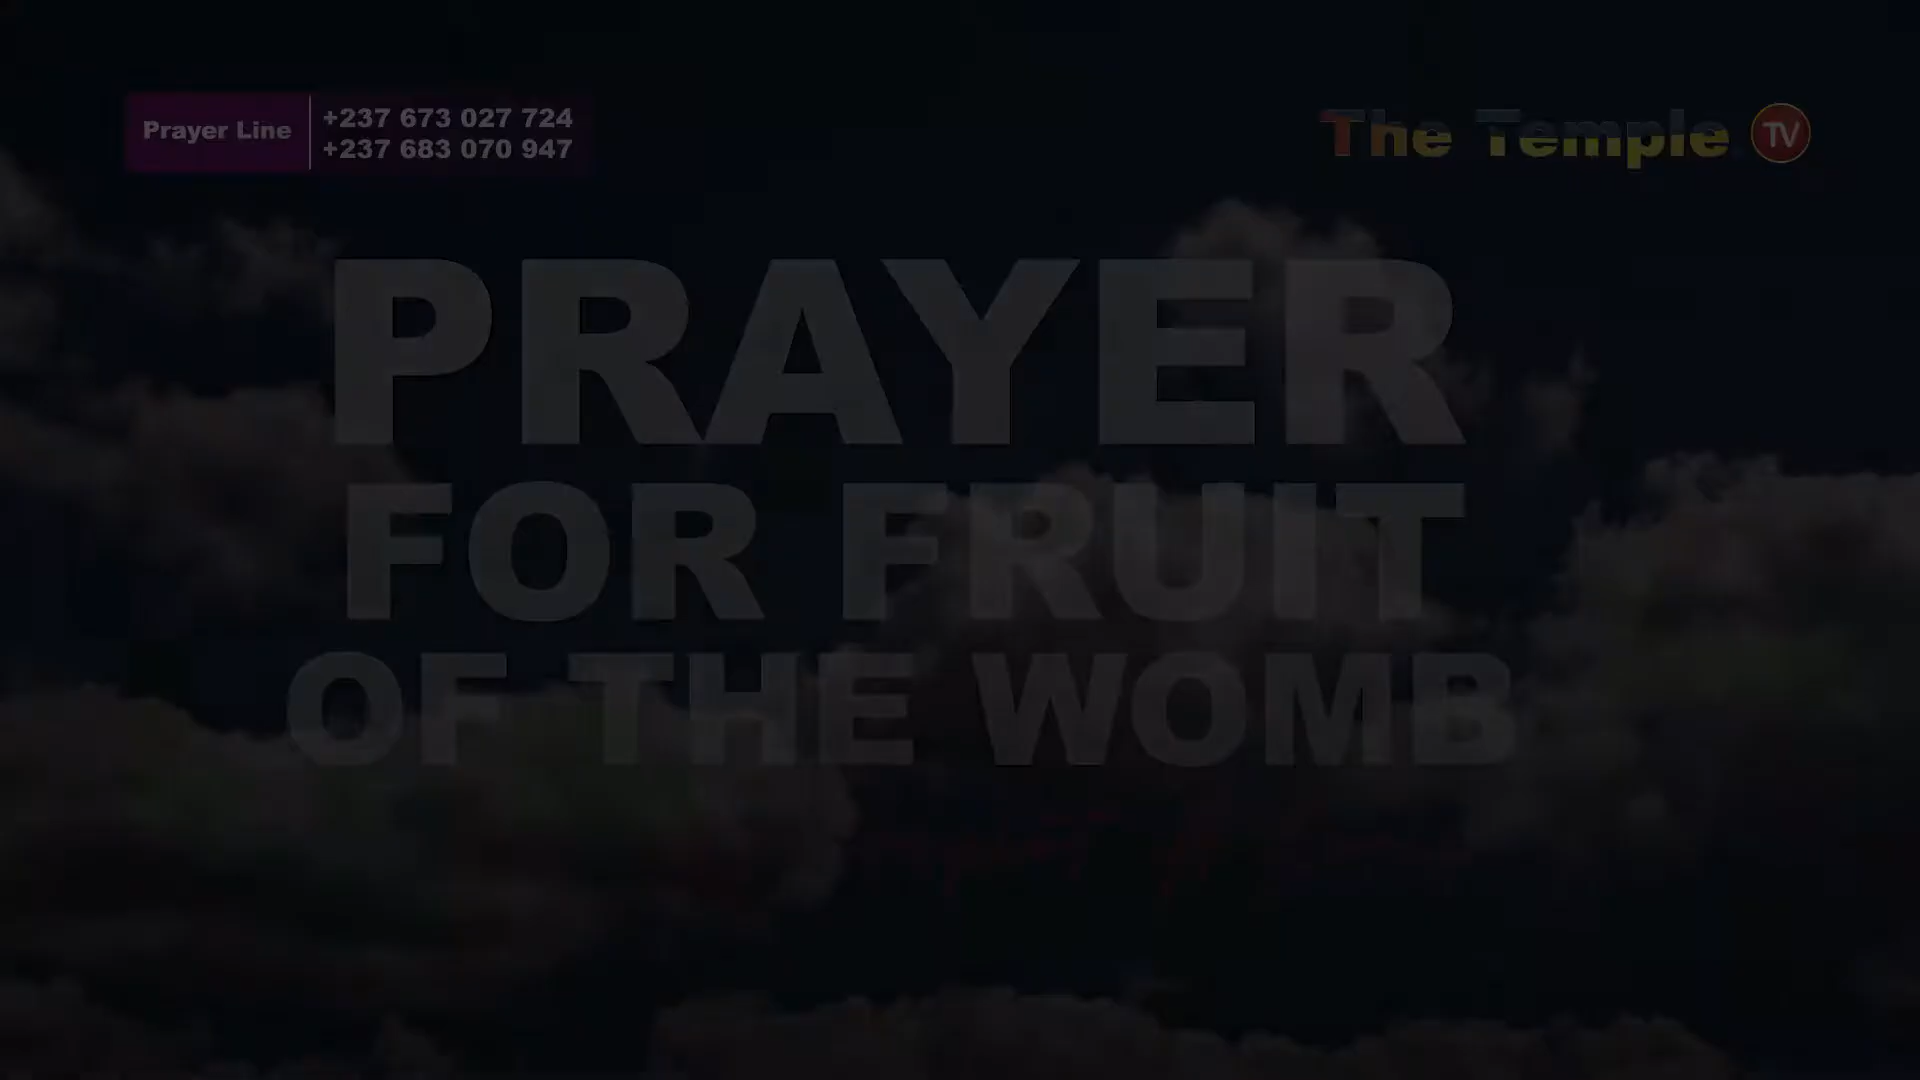 Prayer Line
+237 673 027 724
+237 683 070 947
The Temple TV
PRAYER
FOR FRUIT
OF THE WOMB